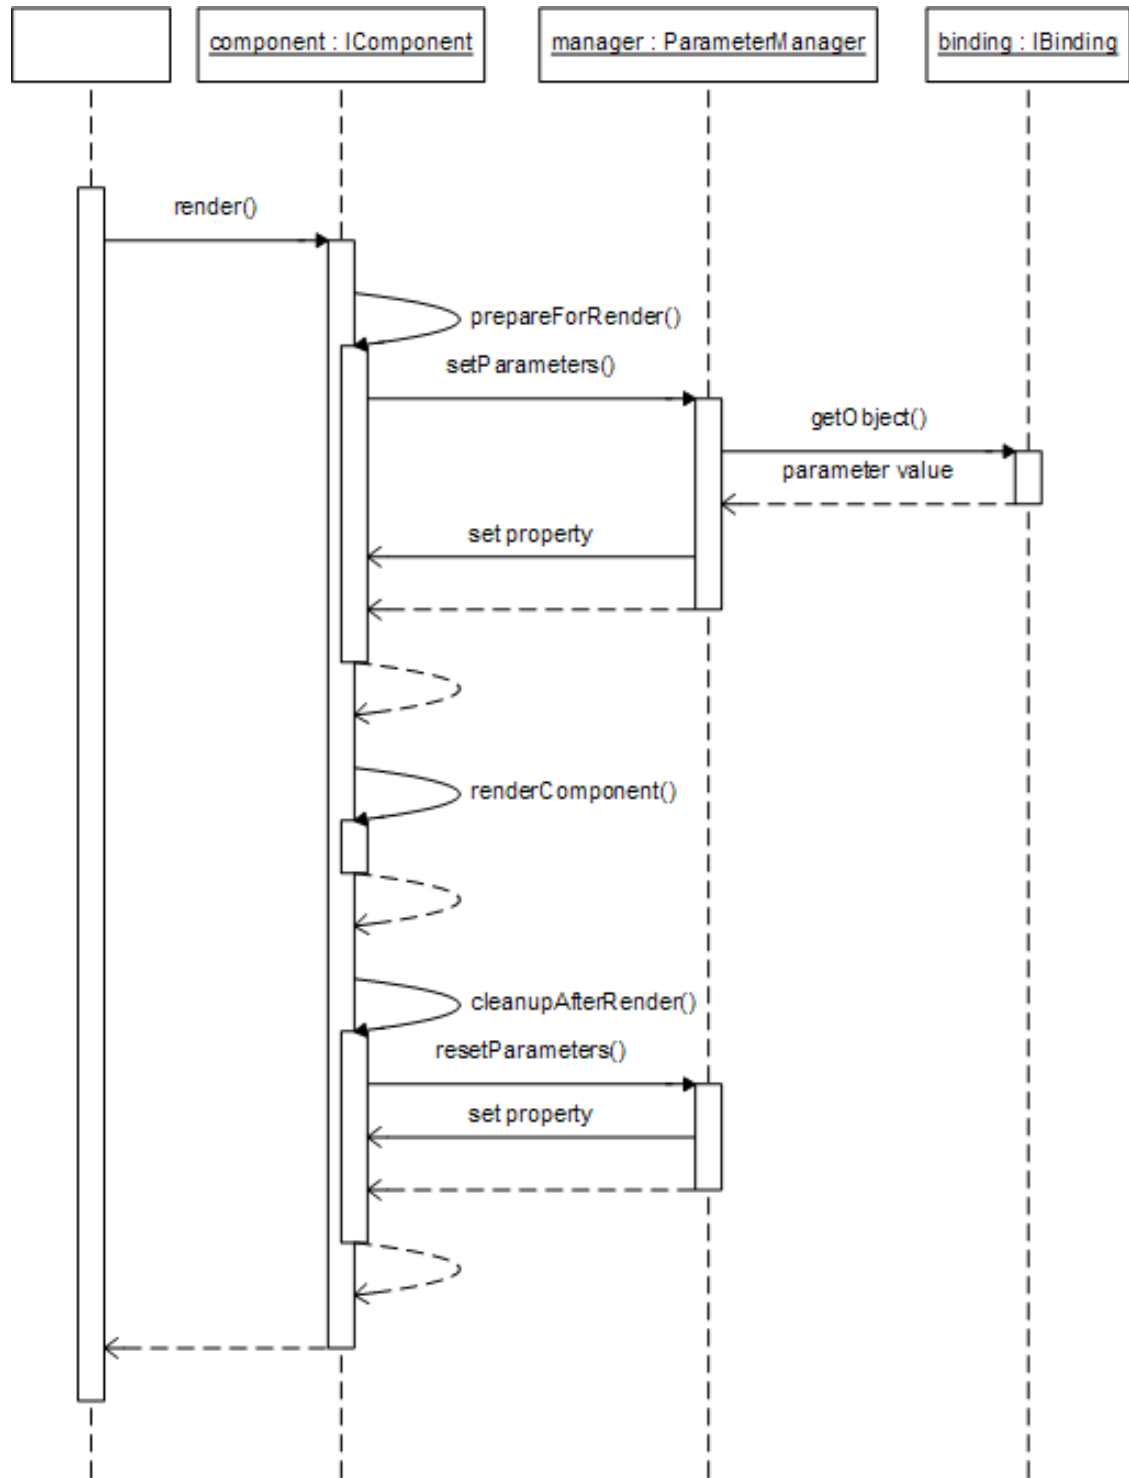 component : IComponent
manager : ParameterManager
binding : IBinding
render()
prepareForRender()
setParameters()
getObject()
parameter value
set property
renderComponent()
cleanupAfterRender()
resetParameters()
set property